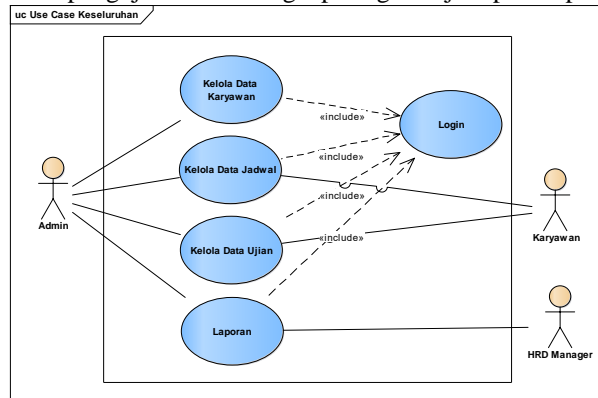 uc Use Case Keseluruhan
Kelola Data
Karyawan
«include»
Login
Kelola Data Jadwal
«include»
Admin
«include»
Karyawan
Kelola Data Ujian
«include»
Laporan
HRD Manager